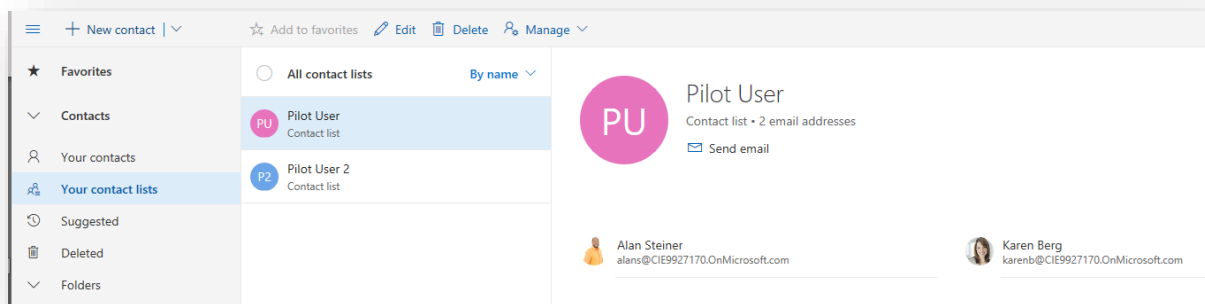 New contact
Add to favorites
Edit
Delete
Manage
Favorites
Contacts
Your contacts
Your contact lists
Suggested
Deleted
Folders
All contact lists
By name
PU
Pilot User
Contact list
P2
Pilot User 2
Contact list
PU
Pilot User
Contact list • 2 email addresses
Send email
Alan Steiner
alans@CIE9927170.OnMicrosoft.com
Karen Berg
karenb@CIE9927170.OnMicrosoft.com